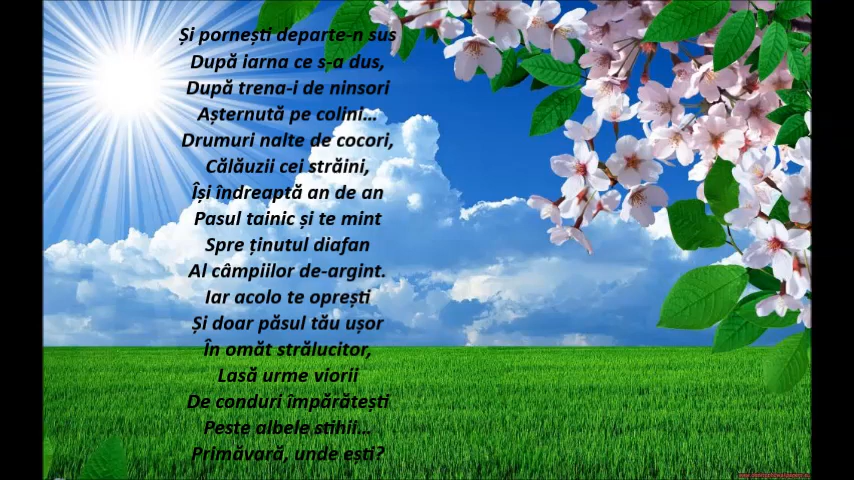 Și pornești departe-n sus
După iarna ce s-a dus,
După trena-i de ninsori
Așternută pe colini...
Drumuri nalte de cocori,
Călăuzii cei străini,
Își îndreaptă an de an
Pasul tainic și te mint
Spre ținutul diafan
Al câmpiilor de-argint.
Iar acolo te oprești
Și doar păsul tău ușor
În omăt strălucitor,
Lasă urme viorii
De conduri împărătești
Peste albele stihii...
Primăvară, unde ești?